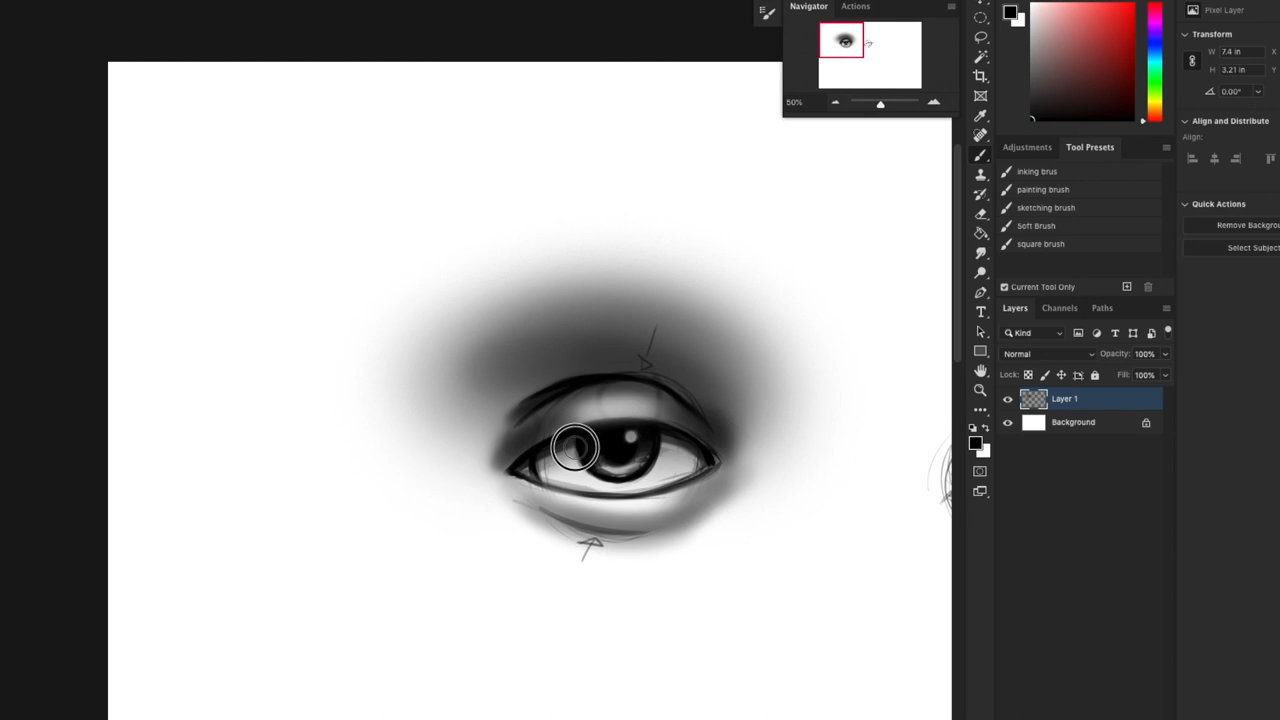 Navigator Actions
50%
Pixel Layer
Transform
W 7.4 in X
H 3.21 in Y
0.00°
Align and Distribute
Align:
Quick Actions
Remove Backgrou
Select Subject
Adjustments Tool Presets
inking brus
painting brush
sketching brush
Soft Brush
square brush
Current Tool Only
Layers Channels Paths
Kind
Normal Opacity: 100%
Lock: Fill: 100%
Layer 1
Background